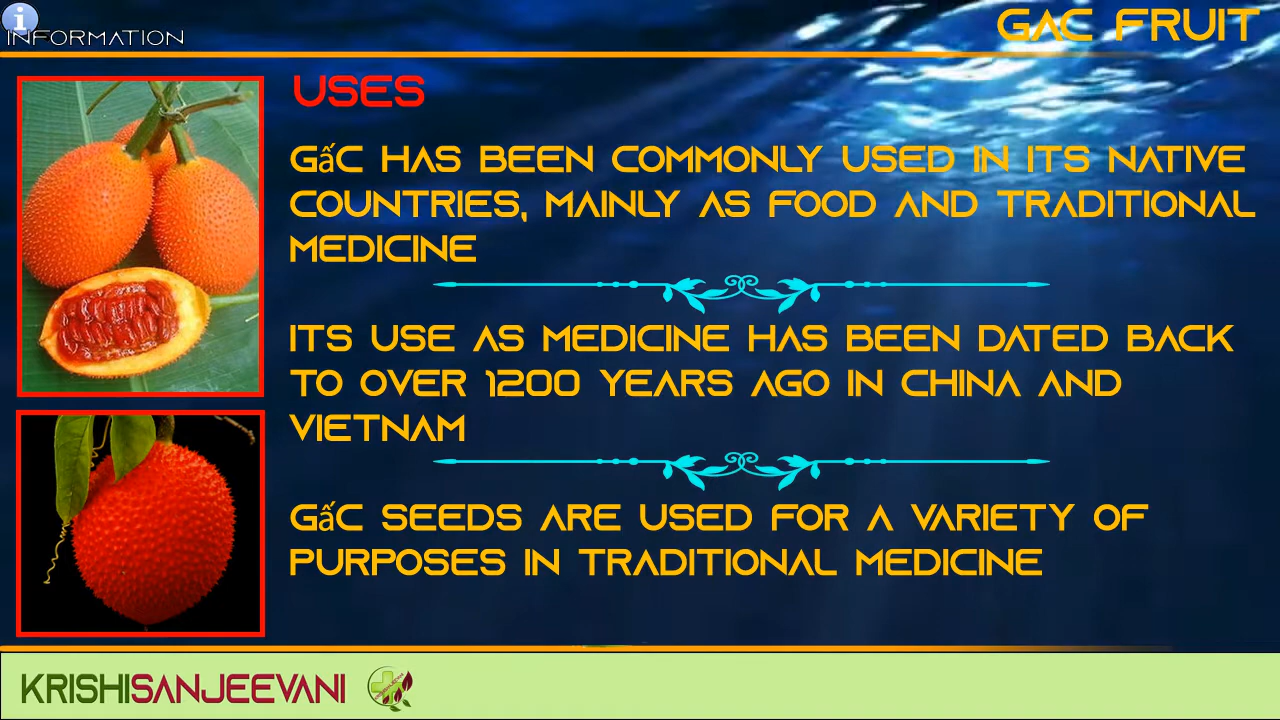 INFORMATION
GAC FRUIT
USES
GấC HAS BEEN COMMONLY USED IN ITS NATIVE
COUNTRIES, MAINLY AS FOOD AND TRADITIONAL
MEDICINE
ITS USE AS MEDICINE HAS BEEN DATED BACK
TO OVER 1200 YEARS AGO IN CHINA AND
VIETNAM
GấC SEEDS ARE USED FOR A VARIETY OF
PURPOSES IN TRADITIONAL MEDICINE
KRISHISANJEEVANI